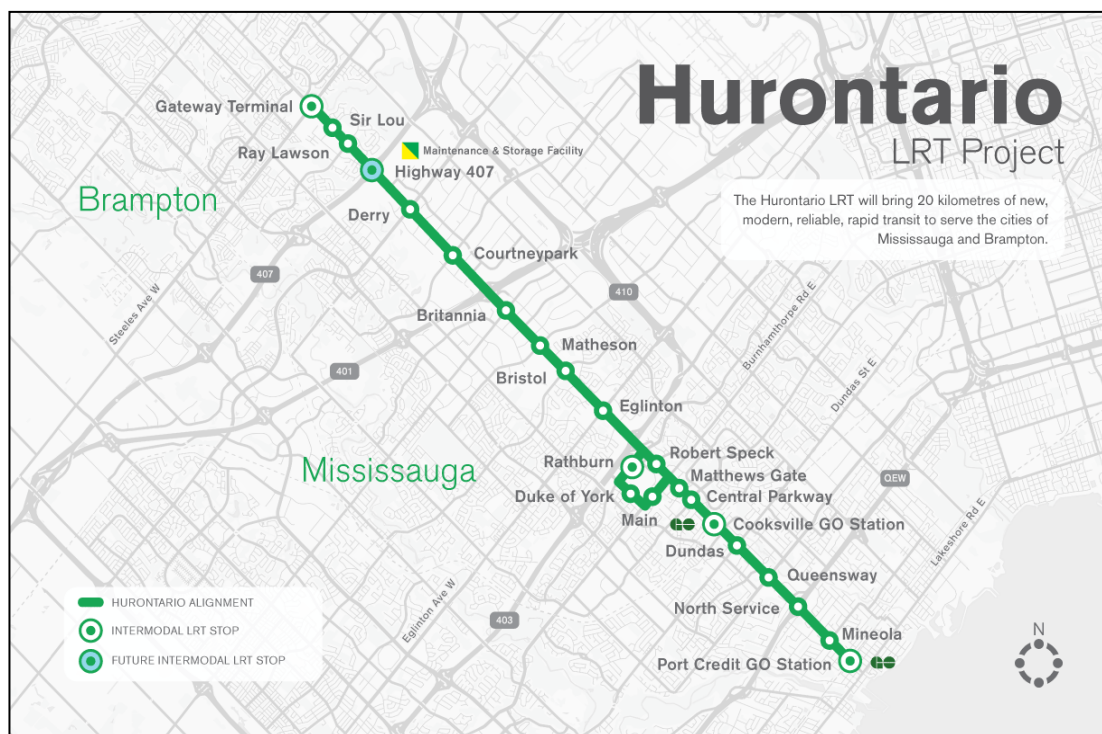 Hurontario
LRT Project
The Hurontario LRT will bring 20 kilometres of new,
modern, reliable, rapid transit to serve the cities of
Mississauga and Brampton.
Gateway Terminal
Sir Lou
Ray Lawson
Maintenance & Storage Facility
Highway 407
Brampton
Derry
Courtneypark
407
410
Steeles Ave W
Britannia
Burnhamthorpe Rd E
Matheson
401
Bristol
Dundas St E
Eglinton
Robert Speck
Rathburn
Mississauga
Matthews Gate
QEW
Duke of York
Central Parkway
Main
Cooksville GO Station
Lakeshore Rd E
Dundas
Queensway
HURONTARIO ALIGNMENT
North Service
Eglinton Ave W
403
INTERMODAL LRT STOP
Mineola
N
FUTURE INTERMODAL LRT STOP
Port Credit GO Station